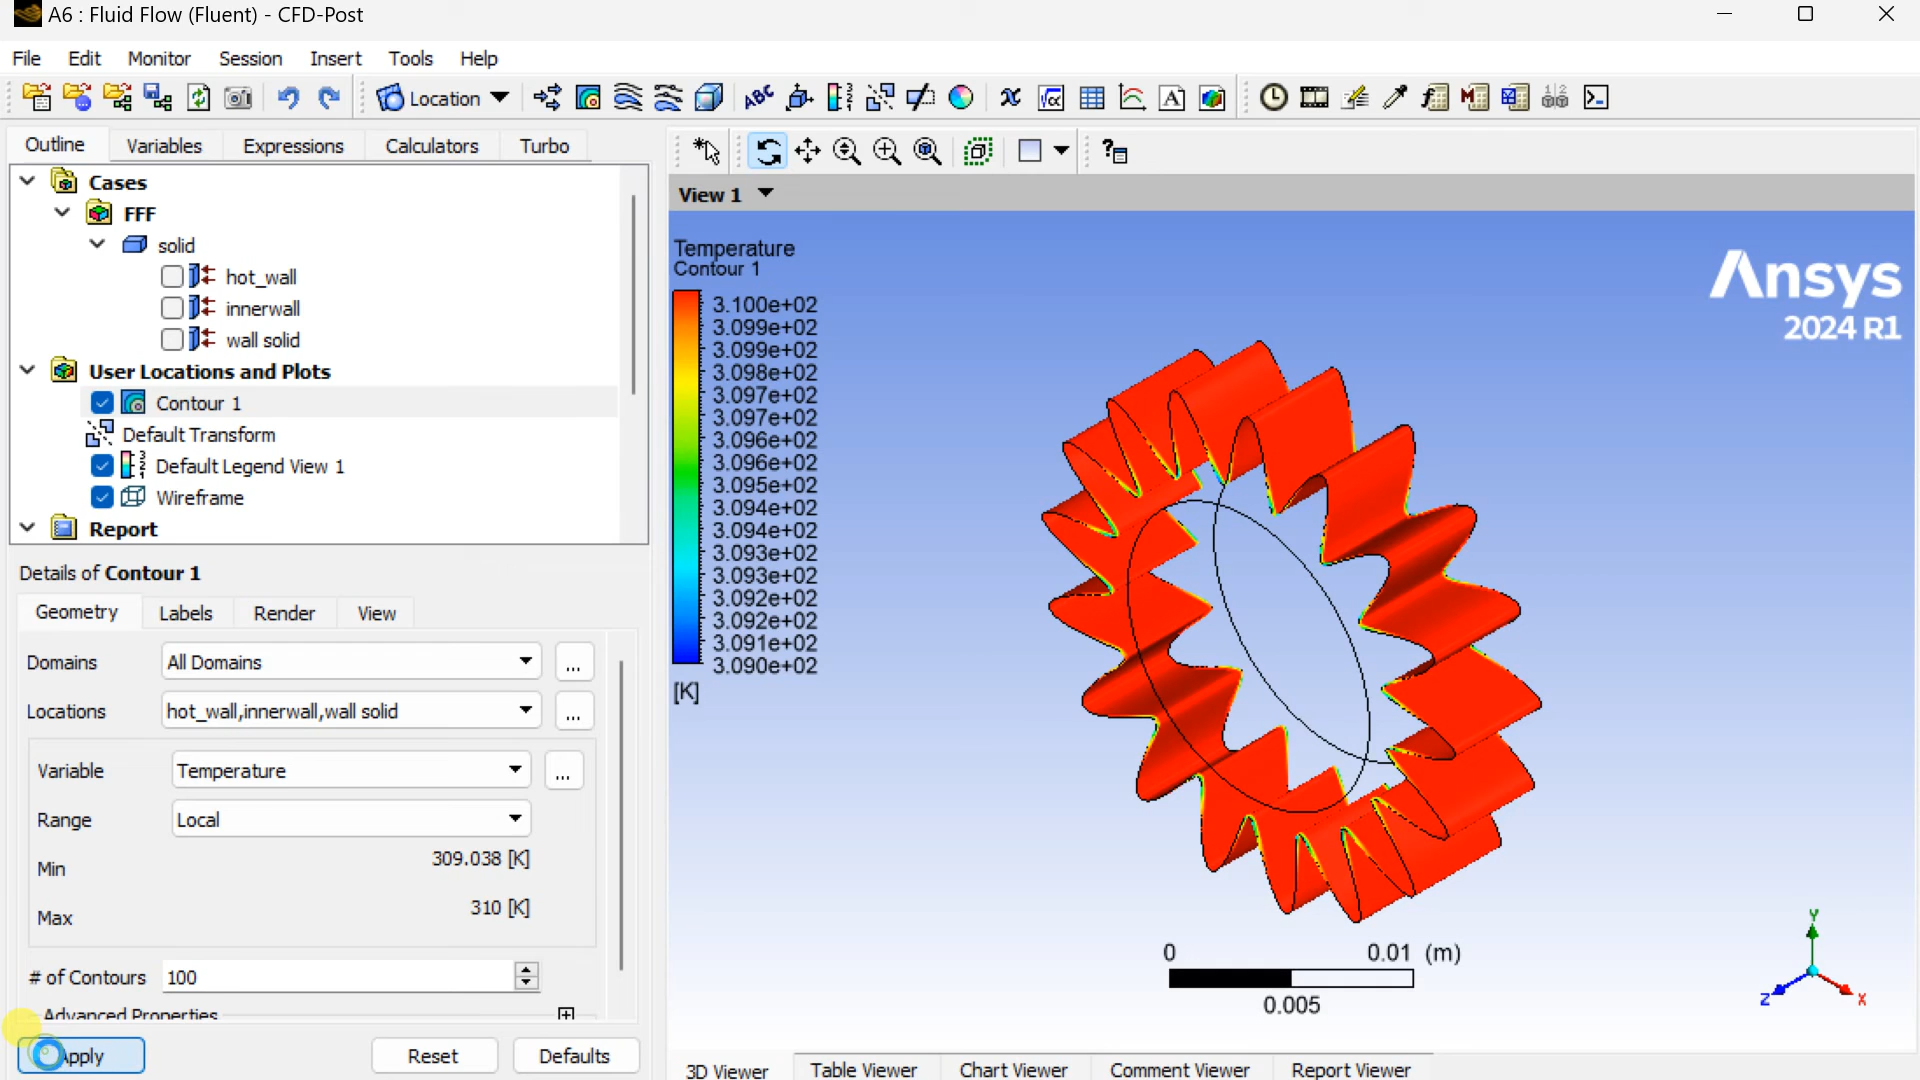 A6 : Fluid Flow (Fluent) - CFD-Post
File Edit Monitor Session Insert Tools Help
Location
Outline Variables Expressions Calculators Turbo
Cases
FFF
solid
hot_wall
innerwall
wall solid
User Locations and Plots
Contour 1
Default Transform
Default Legend View 1
Wireframe
Report
Details of Contour 1
Geometry Labels Render View
Domains All Domains ...
Locations hot_wall,innerwall,wall solid ...
Variable Temperature ...
Range Local
Min 309.038 [K]
Max 310 [K]
# of Contours 100
Advanced Properties
Apply Reset Defaults
View 1
Temperature
Contour 1
3.100e+02
3.099e+02
3.099e+02
3.098e+02
3.097e+02
3.097e+02
3.096e+02
3.096e+02
3.095e+02
3.094e+02
3.094e+02
3.093e+02
3.093e+02
3.092e+02
3.092e+02
3.091e+02
3.090e+02
[K]
Ansys
2024 R1
0 0.01 (m)
0.005
Y
Z X
3D Viewer Table Viewer Chart Viewer Comment Viewer Report Viewer